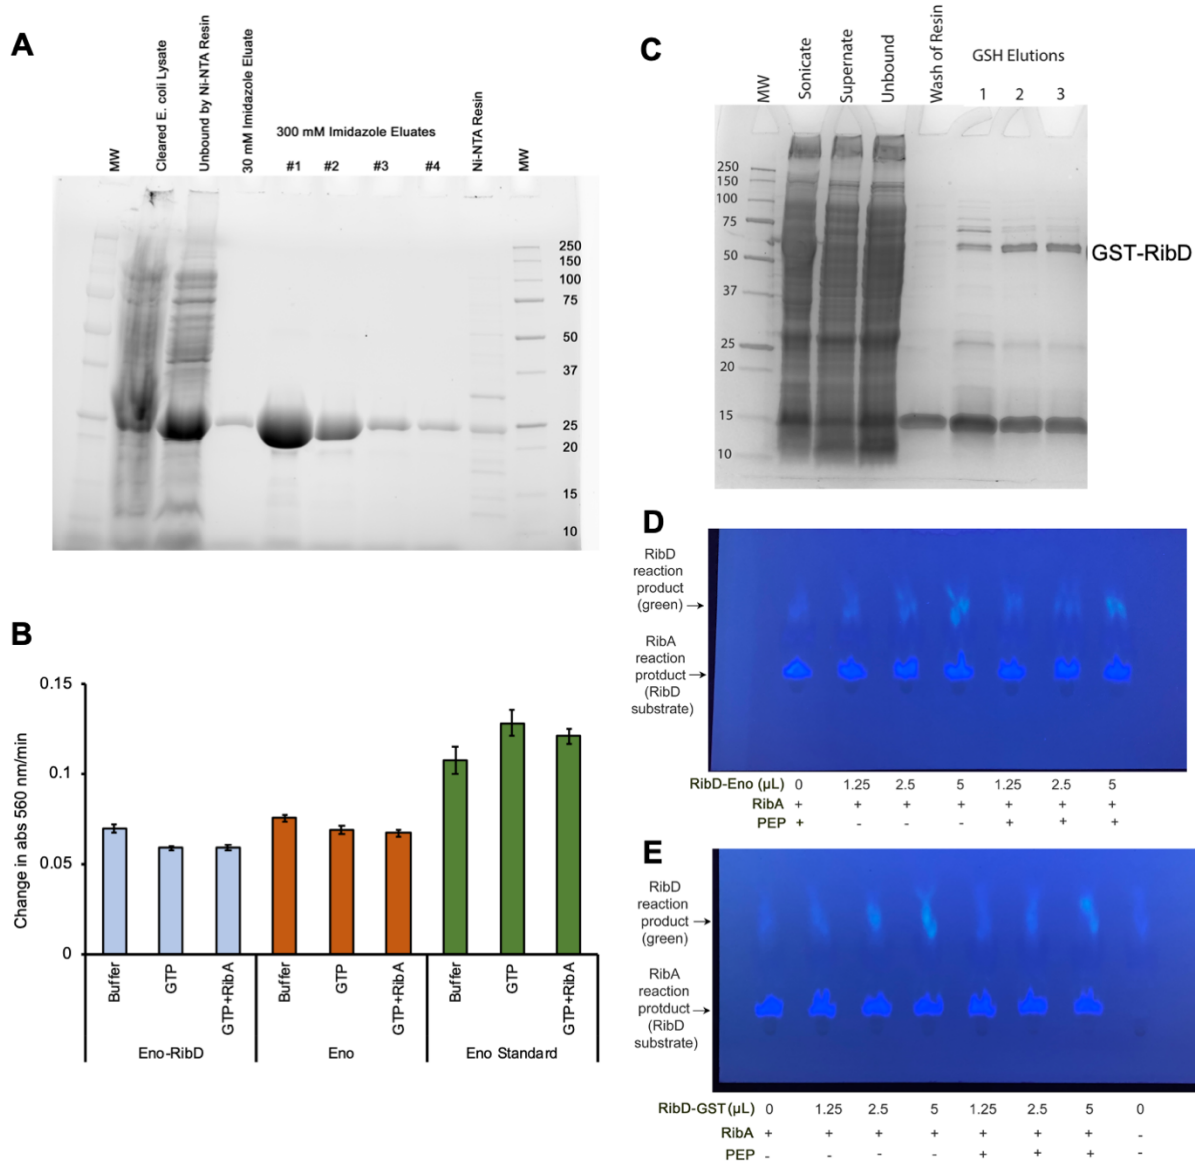 A
MW
Cleared E. coli Lysate
Unbound by Ni-NTA Resin
30 mM Imidazole Eluate
300 mM Imidazole Eluates
#1 #2 #3 #4
Ni-NTA Resin
MW
250
150
100
75
50
37
25
20
15
10
B
Change in abs 560 nm/min
0.15
0.1
0.05
0
Buffer GTP GTP+RibA Buffer GTP GTP+RibA Buffer GTP GTP+RibA
Eno-RibD Eno Eno Standard
C
MW
Sonicate
Supernate
Unbound
Wash of Resin
GSH Elutions
1 2 3
250
150
100
75
50
37
25
20
15
10
GST-RibD
D
RibD
reaction
product
(green)
RibA
reaction
protduct
(RibD
substrate)
RibD-Eno (µL) 0 1.25 2.5 5 1.25 2.5 5
RibA + + + + + + +
PEP + - - - + + +
E
RibD
reaction
product
(green)
RibA
reaction
protduct
(RibD
substrate)
RibD-GST (µL) 0 1.25 2.5 5 1.25 2.5 5 0
RibA + + + + + + + -
PEP - - - - + + + -